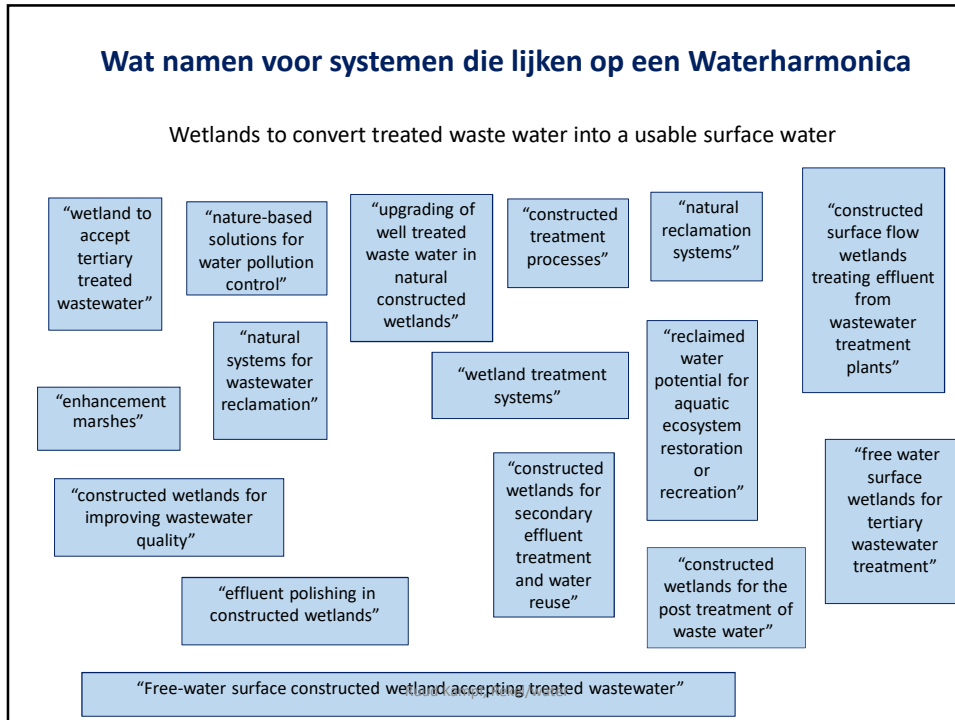 Wat namen voor systemen die lijken op een Waterharmonica
Wetlands to convert treated waste water into a usable surface water
“wetland to
accept
tertiary
treated
wastewater”
“nature-based
solutions for
water pollution
control”
“upgrading of
well treated
waste water in
natural
constructed
wetlands”
“constructed
treatment
processes”
“natural
reclamation
systems”
“constructed
surface flow
wetlands
treating effluent
from
wastewater
treatment
plants”
“natural
systems for
wastewater
reclamation”
“wetland treatment
systems”
“reclaimed
water
potential for
aquatic
ecosystem
restoration
or
recreation”
“enhancement
marshes”
“constructed wetlands for
improving wastewater
quality”
“constructed
wetlands for
secondary
effluent
treatment
and water
reuse”
“free water
surface
wetlands for
tertiary
wastewater
treatment”
“effluent polishing in
constructed wetlands”
“constructed
wetlands for the
post treatment of
waste water”
“Free-water surface constructed wetland accepting treated wastewater”